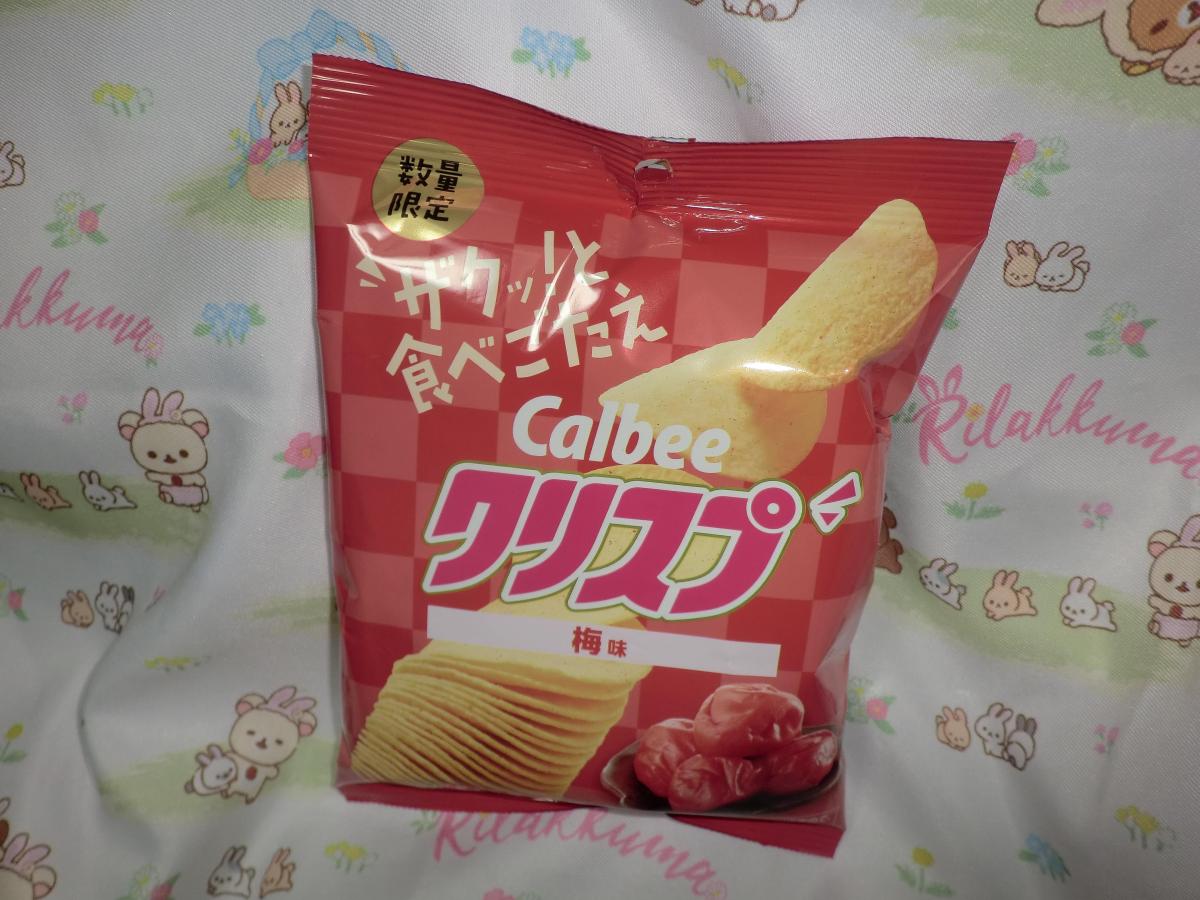 数量
限定
ザクッ!と
食べごたえ
Calbee
クリスプ
梅味
Rilakkuma
Rilakkuma
Rilakkuma